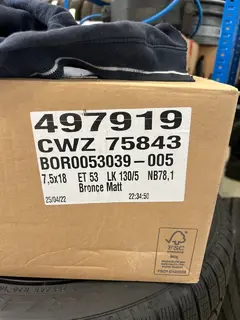 497919
CWZ 75843
BOR0053039-005
7,5x18 ET 53 LK 130/5 NB78,1
Bronce Matt
25/04/22 22:34:50
FSC